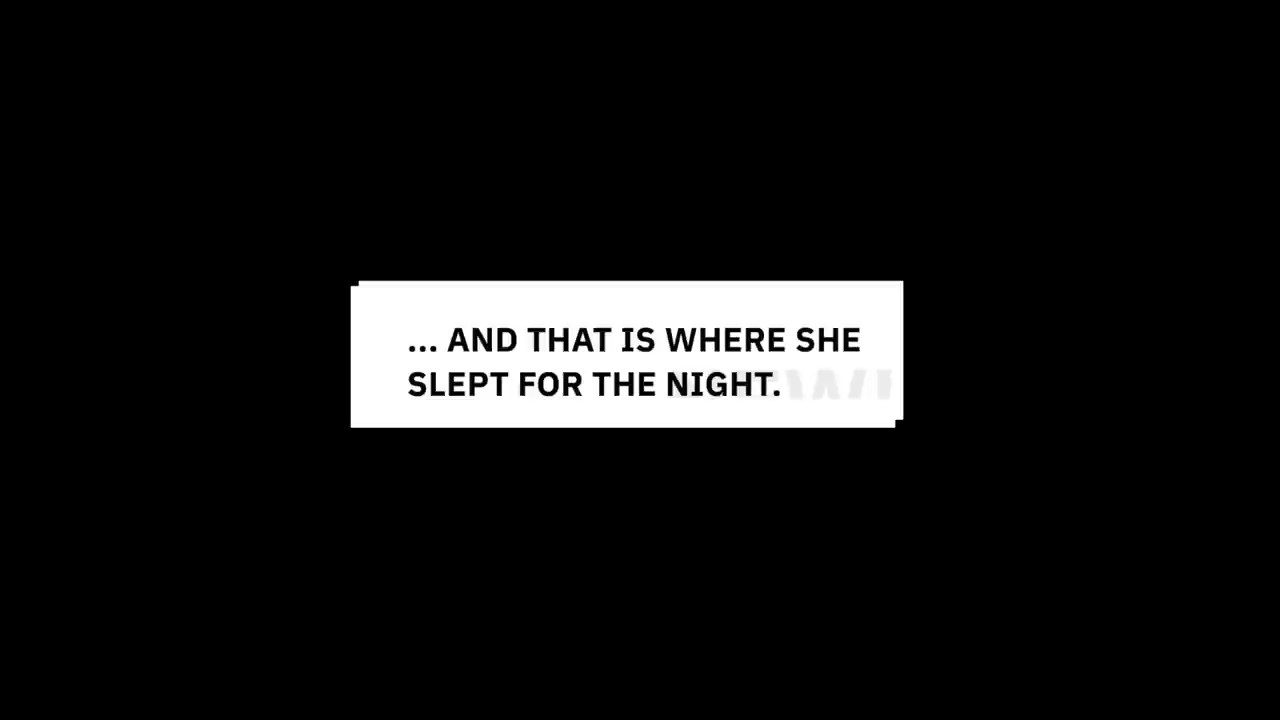 ... AND THAT IS WHERE SHE
SLEPT FOR THE NIGHT.